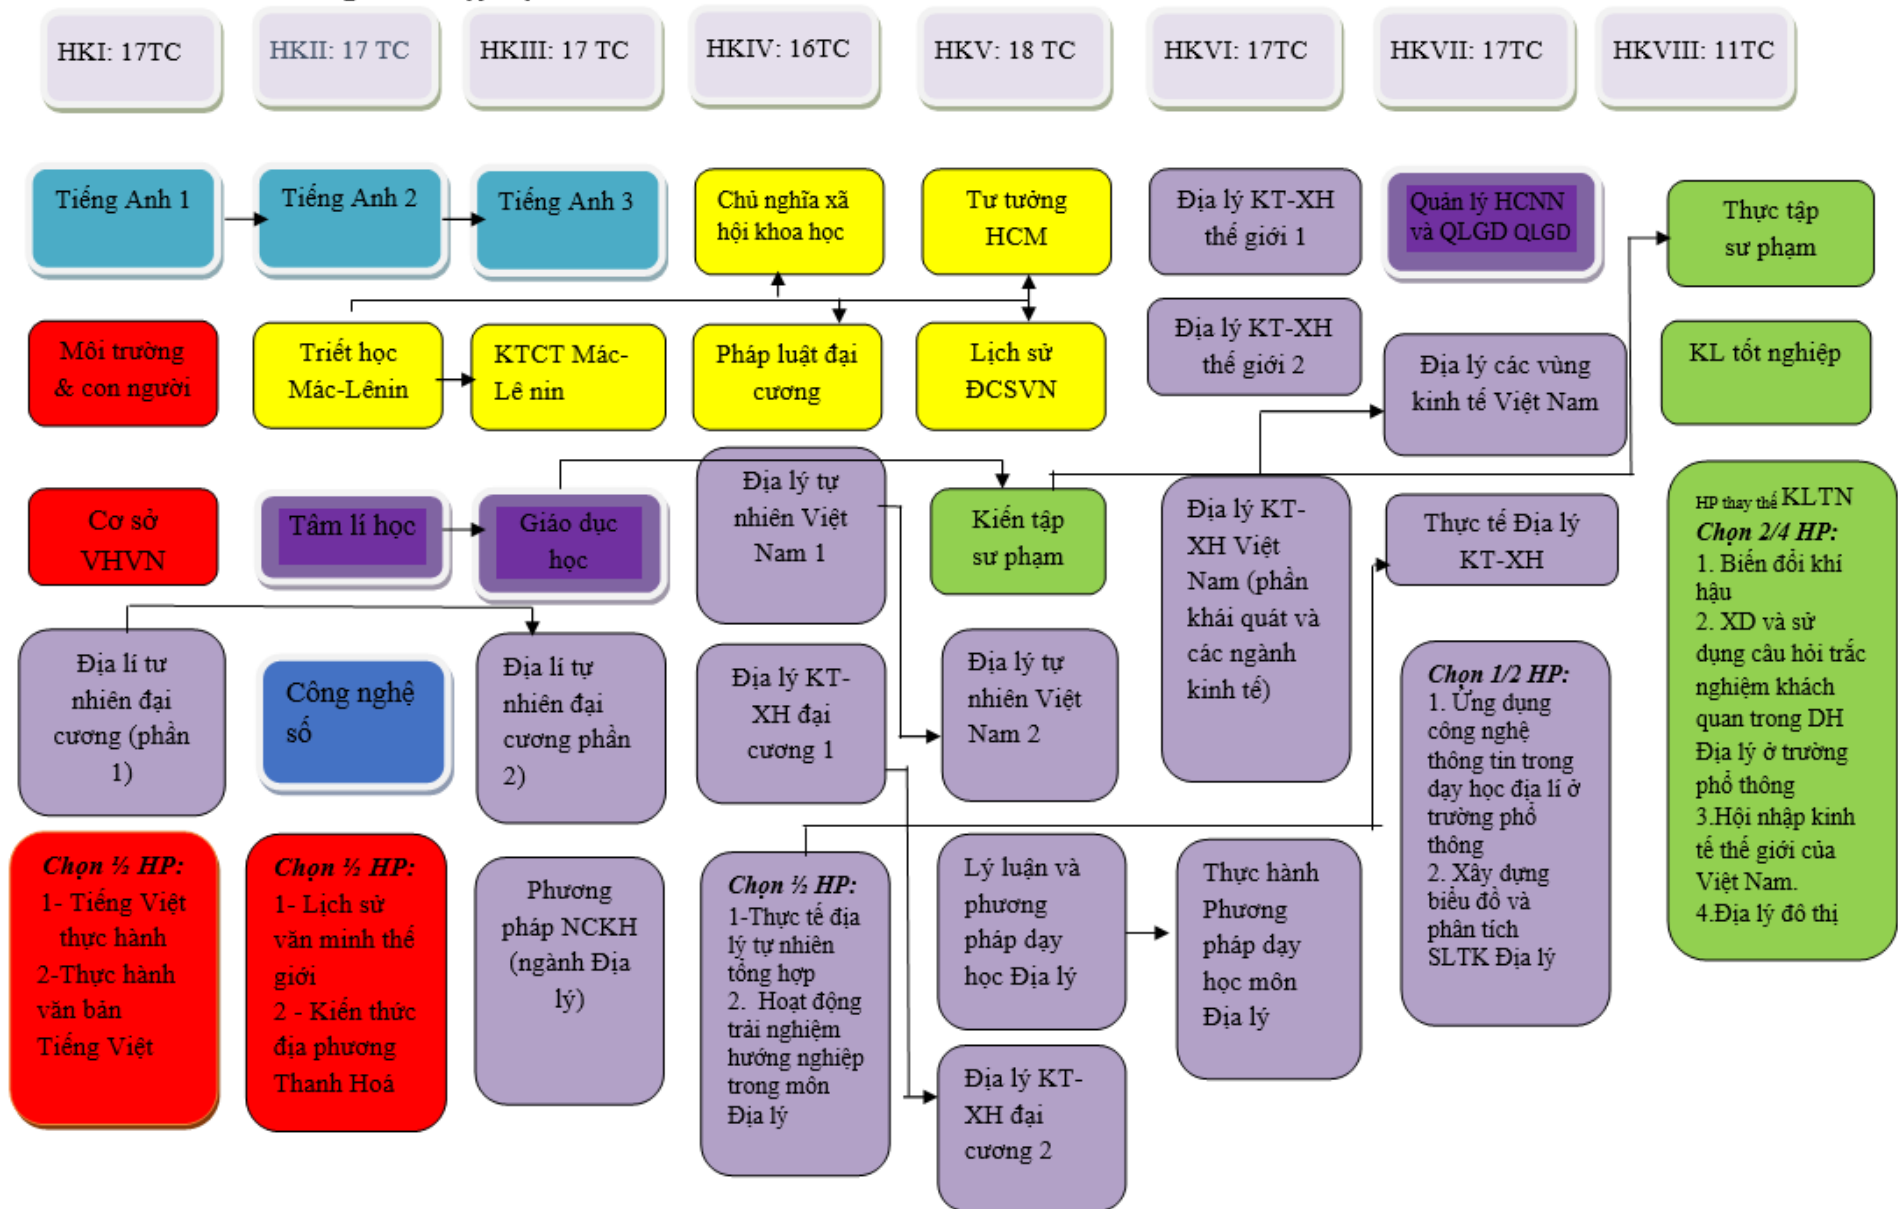 HKI: 17TC
HKII: 17 TC
HKIII: 17 TC
HKIV: 16TC
HKV: 18 TC
HKVI: 17TC
HKVII: 17TC
HKVIII: 11TC
Tiếng Anh 1
Tiếng Anh 2
Tiếng Anh 3
Chủ nghĩa xã
hội khoa học
Tư tưởng
HCM
Địa lý KT-XH
thế giới 1
Quản lý HCNN
và QLGD QLGD
Thực tập
sư phạm
Môi trường
& con người
Triết học
Mác-Lênin
KTCT Mác-
Lê nin
Pháp luật đại
cương
Lịch sử
ĐCSVN
Địa lý KT-XH
thế giới 2
Địa lý các vùng
kinh tế Việt Nam
KL tốt nghiệp
Cơ sở
VHVN
Tâm lí học
Giáo dục
học
Địa lý tự
nhiên Việt
Nam 1
Kiến tập
sư phạm
Địa lý KT-
XH Việt
Nam (phần
khái quát và
các ngành
kinh tế)
Thực tế Địa lý
KT-XH
HP thay thế KLTN
Chọn 2/4 HP:
1. Biến đổi khí
hậu
2. XD và sử
dụng câu hỏi trắc
nghiệm khách
quan trong DH
Địa lý ở trường
phổ thông
3.Hội nhập kinh
tế thế giới của
Việt Nam.
4.Địa lý đô thị
Địa lí tư
nhiên đại
cương (phần
1)
Công nghệ
số
Địa lí tự
nhiên đại
cương phần
2)
Địa lý KT-
XH đại
cương 1
Địa lý tự
nhiên Việt
Nam 2
Chọn 1/2 HP:
1. Ứng dụng
công nghệ
thông tin trong
dạy học địa lí ở
trường phổ
thông
2. Xây dựng
biểu đồ và
phân tích
SLTK Địa lý
Chọn ½ HP:
1- Tiếng Việt
thực hành
2-Thực hành
văn bản
Tiếng Việt
Chọn ½ HP:
1- Lịch sử
văn minh thế
giới
2 - Kiến thức
địa phương
Thanh Hoá
Phương
pháp NCKH
(ngành Địa
lý)
Chọn ½ HP:
1-Thực tế địa
lý tự nhiên
tổng hợp
2. Hoạt động
trải nghiệm
hướng nghiệp
trong môn
Địa lý
Lý luận và
phương
pháp dạy
học Địa lý
Thực hành
Phương
pháp dạy
học môn
Địa lý
Địa lý KT-
XH đại
cương 2